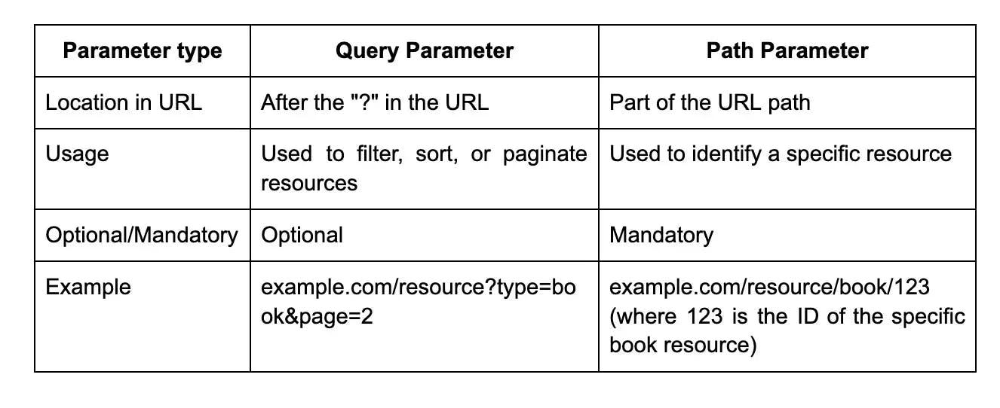 Parameter type Query Parameter Path Parameter
Location in URL After the "?" in the URL Part of the URL path
Usage Used to filter, sort, or paginate Used to identify a specific resource
resources
Optional/Mandatory Optional Mandatory
Example example.com/resource?type=bo example.com/resource/book/123
ok&page=2 (where 123 is the ID of the specific
book resource)